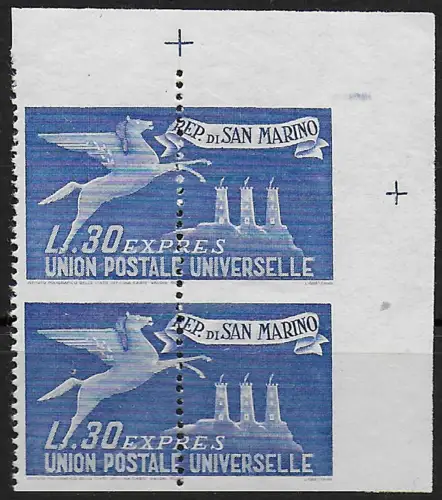 REP. DI SAN MARINO
L.30 EXPRES
UNION POSTALE UNIVERSELLE
REP. DI SAN MARINO
L.30 EXPRES
UNION POSTALE UNIVERSELLE